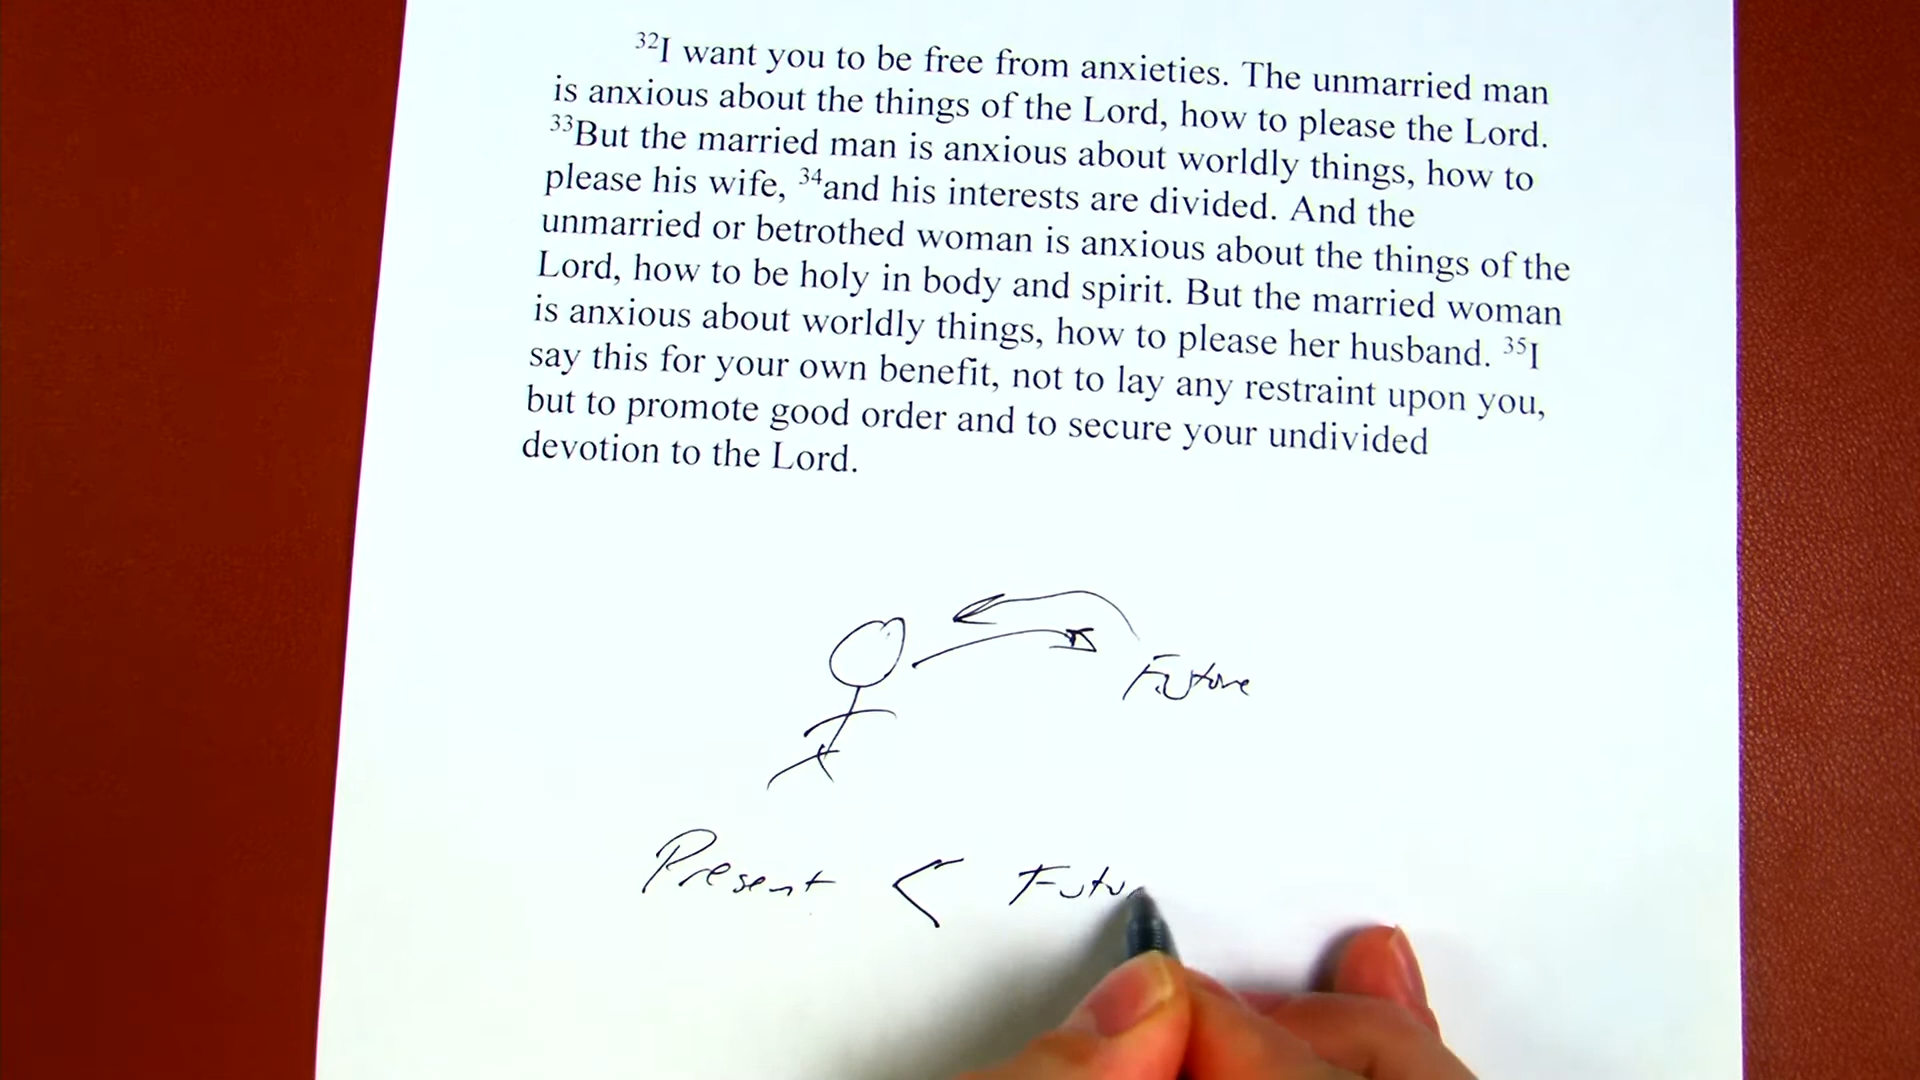 ³²I want you to be free from anxieties. The unmarried man
is anxious about the things of the Lord, how to please the Lord.
³³But the married man is anxious about worldly things, how to
please his wife, ³⁴and his interests are divided. And the
unmarried or betrothed woman is anxious about the things of the
Lord, how to be holy in body and spirit. But the married woman
is anxious about worldly things, how to please her husband. ³⁵I
say this for your own benefit, not to lay any restraint upon you,
but to promote good order and to secure your undivided
devotion to the Lord.
Future
Present < Futu